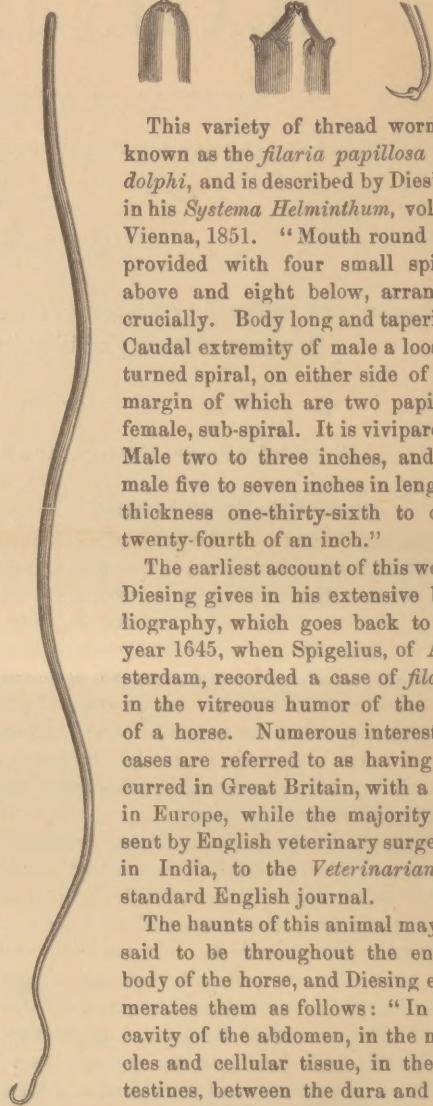 This variety of thread worm
known as the filaria papillosa
dolphi, and is described by Dies
in his Systema Helminthum, vol
Vienna, 1851. “Mouth round
provided with four small spi
above and eight below, arran
crucially. Body long and taperi
Caudal extremity of male a loos
turned spiral, on either side of
margin of which are two papi
female, sub-spiral. It is vivipar
Male two to three inches, and
male five to seven inches in leng
thickness one-thirty-sixth to
twenty-fourth of an inch.”
The earliest account of this wo
Diesing gives in his extensive
liography, which goes back to
year 1645, when Spigelius, of A
sterdam, recorded a case of fila
in the vitreous humor of the
of a horse. Numerous interest
cases are referred to as having
curred in Great Britain, with a
in Europe, while the majority
sent by English veterinary surge
in India, to the Veterinarian
standard English journal.
The haunts of this animal may
said to be throughout the en
body of the horse, and Diesing e
merates them as follows: “In
cavity of the abdomen, in the m
cles and cellular tissue, in the
testines, between the dura and